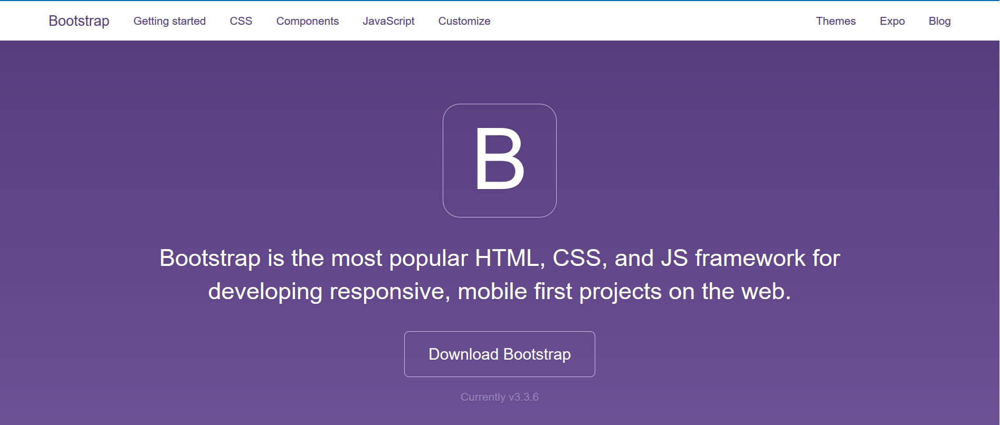 Bootstrap Getting started CSS Components JavaScript Customize Themes Expo Blog
B
Bootstrap is the most popular HTML, CSS, and JS framework for
developing responsive, mobile first projects on the web.
Download Bootstrap
Currently v3.3.6